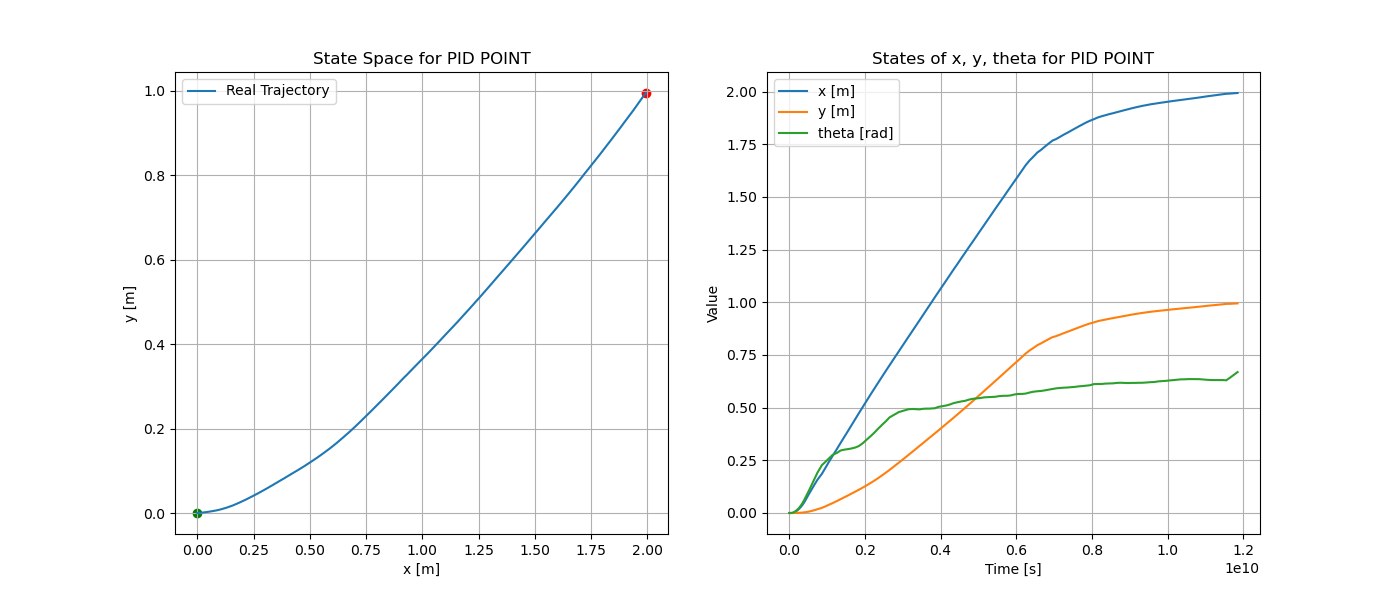 State Space for PID POINT
Real Trajectory
1.0
0.8
0.6
0.4
0.2
0.0
y [m]
0.00 0.25 0.50 0.75 1.00 1.25 1.50 1.75 2.00
x [m]
States of x, y, theta for PID POINT
x [m]
y [m]
theta [rad]
2.00
1.75
1.50
1.25
1.00
0.75
0.50
0.25
0.00
Value
0.0 0.2 0.4 0.6 0.8 1.0 1.2
Time [s]
1e10